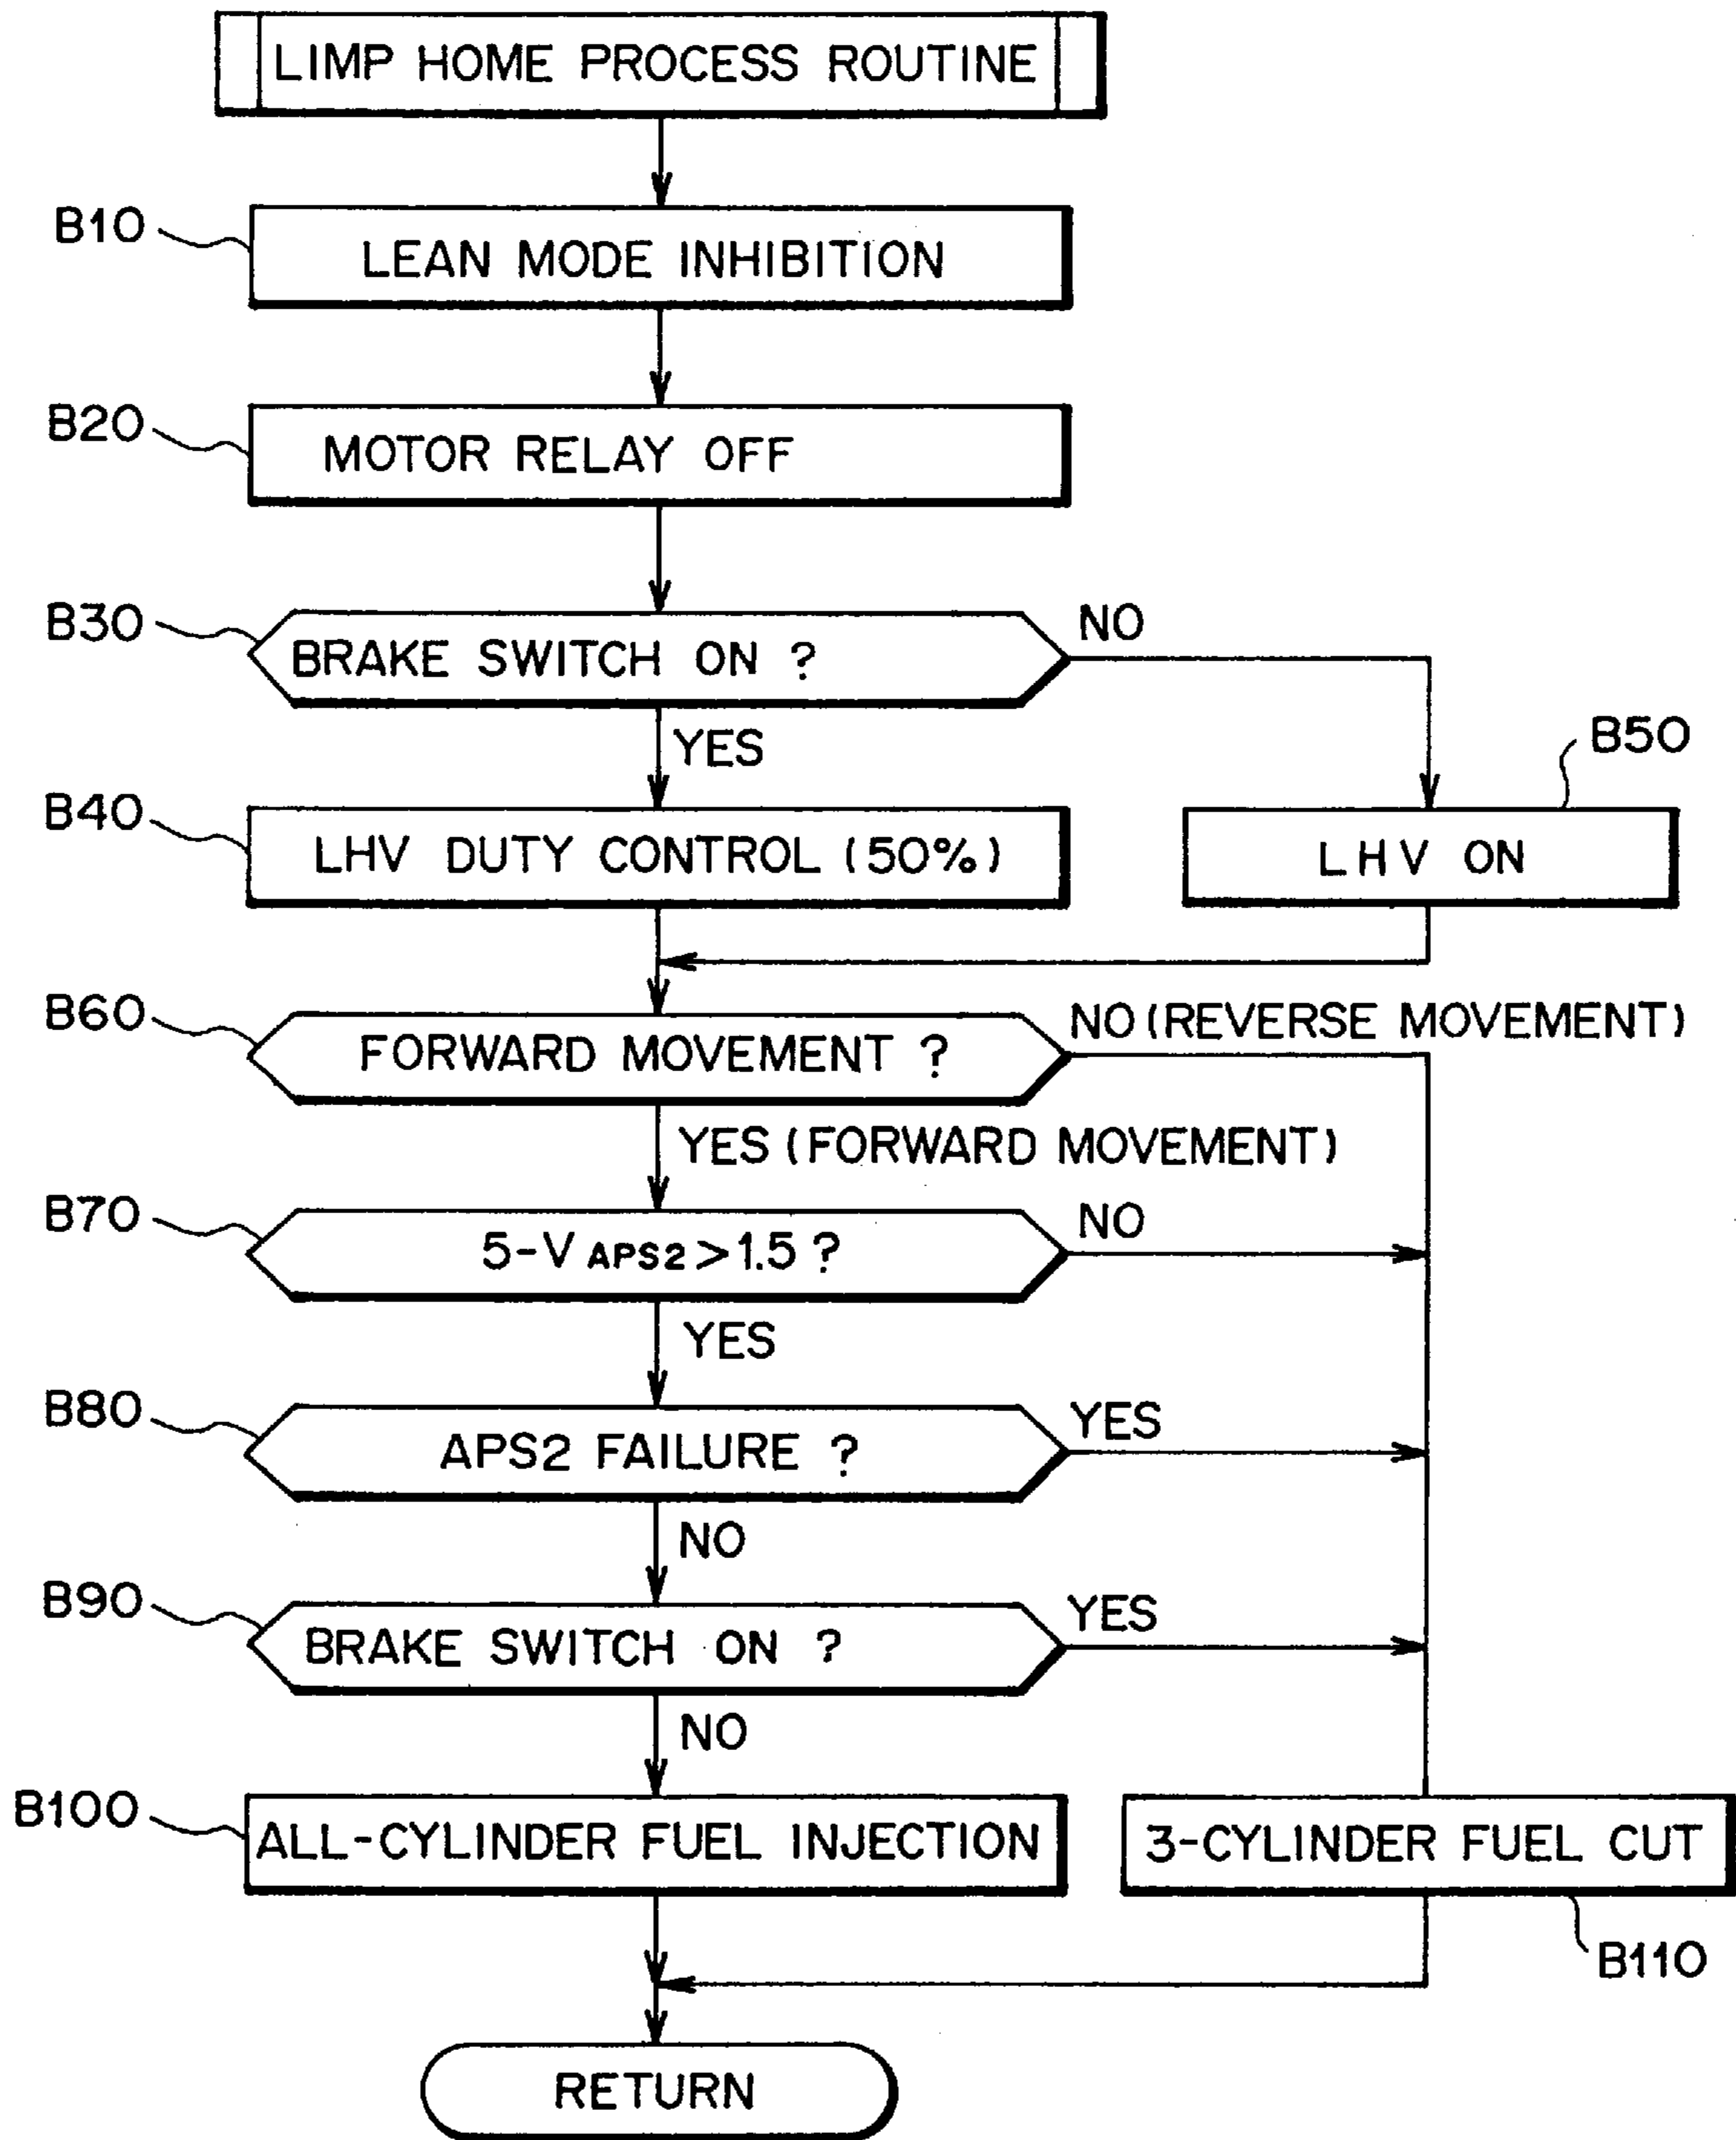 LIMP HOME PROCESS ROUTINE
B10
LEAN MODE INHIBITION
B20
MOTOR RELAY OFF
B30
BRAKE SWITCH ON ?
NO
YES
B50
B40
LHV DUTY CONTROL (50%)
LHV ON
B60
FORWARD MOVEMENT ?
NO (REVERSE MOVEMENT)
YES (FORWARD MOVEMENT)
B70
5-VAPS2>1.5 ?
NO
YES
B80
APS2 FAILURE ?
YES
NO
B90
BRAKE SWITCH ON ?
YES
NO
B100
ALL-CYLINDER FUEL INJECTION
3-CYLINDER FUEL CUT
B110
RETURN